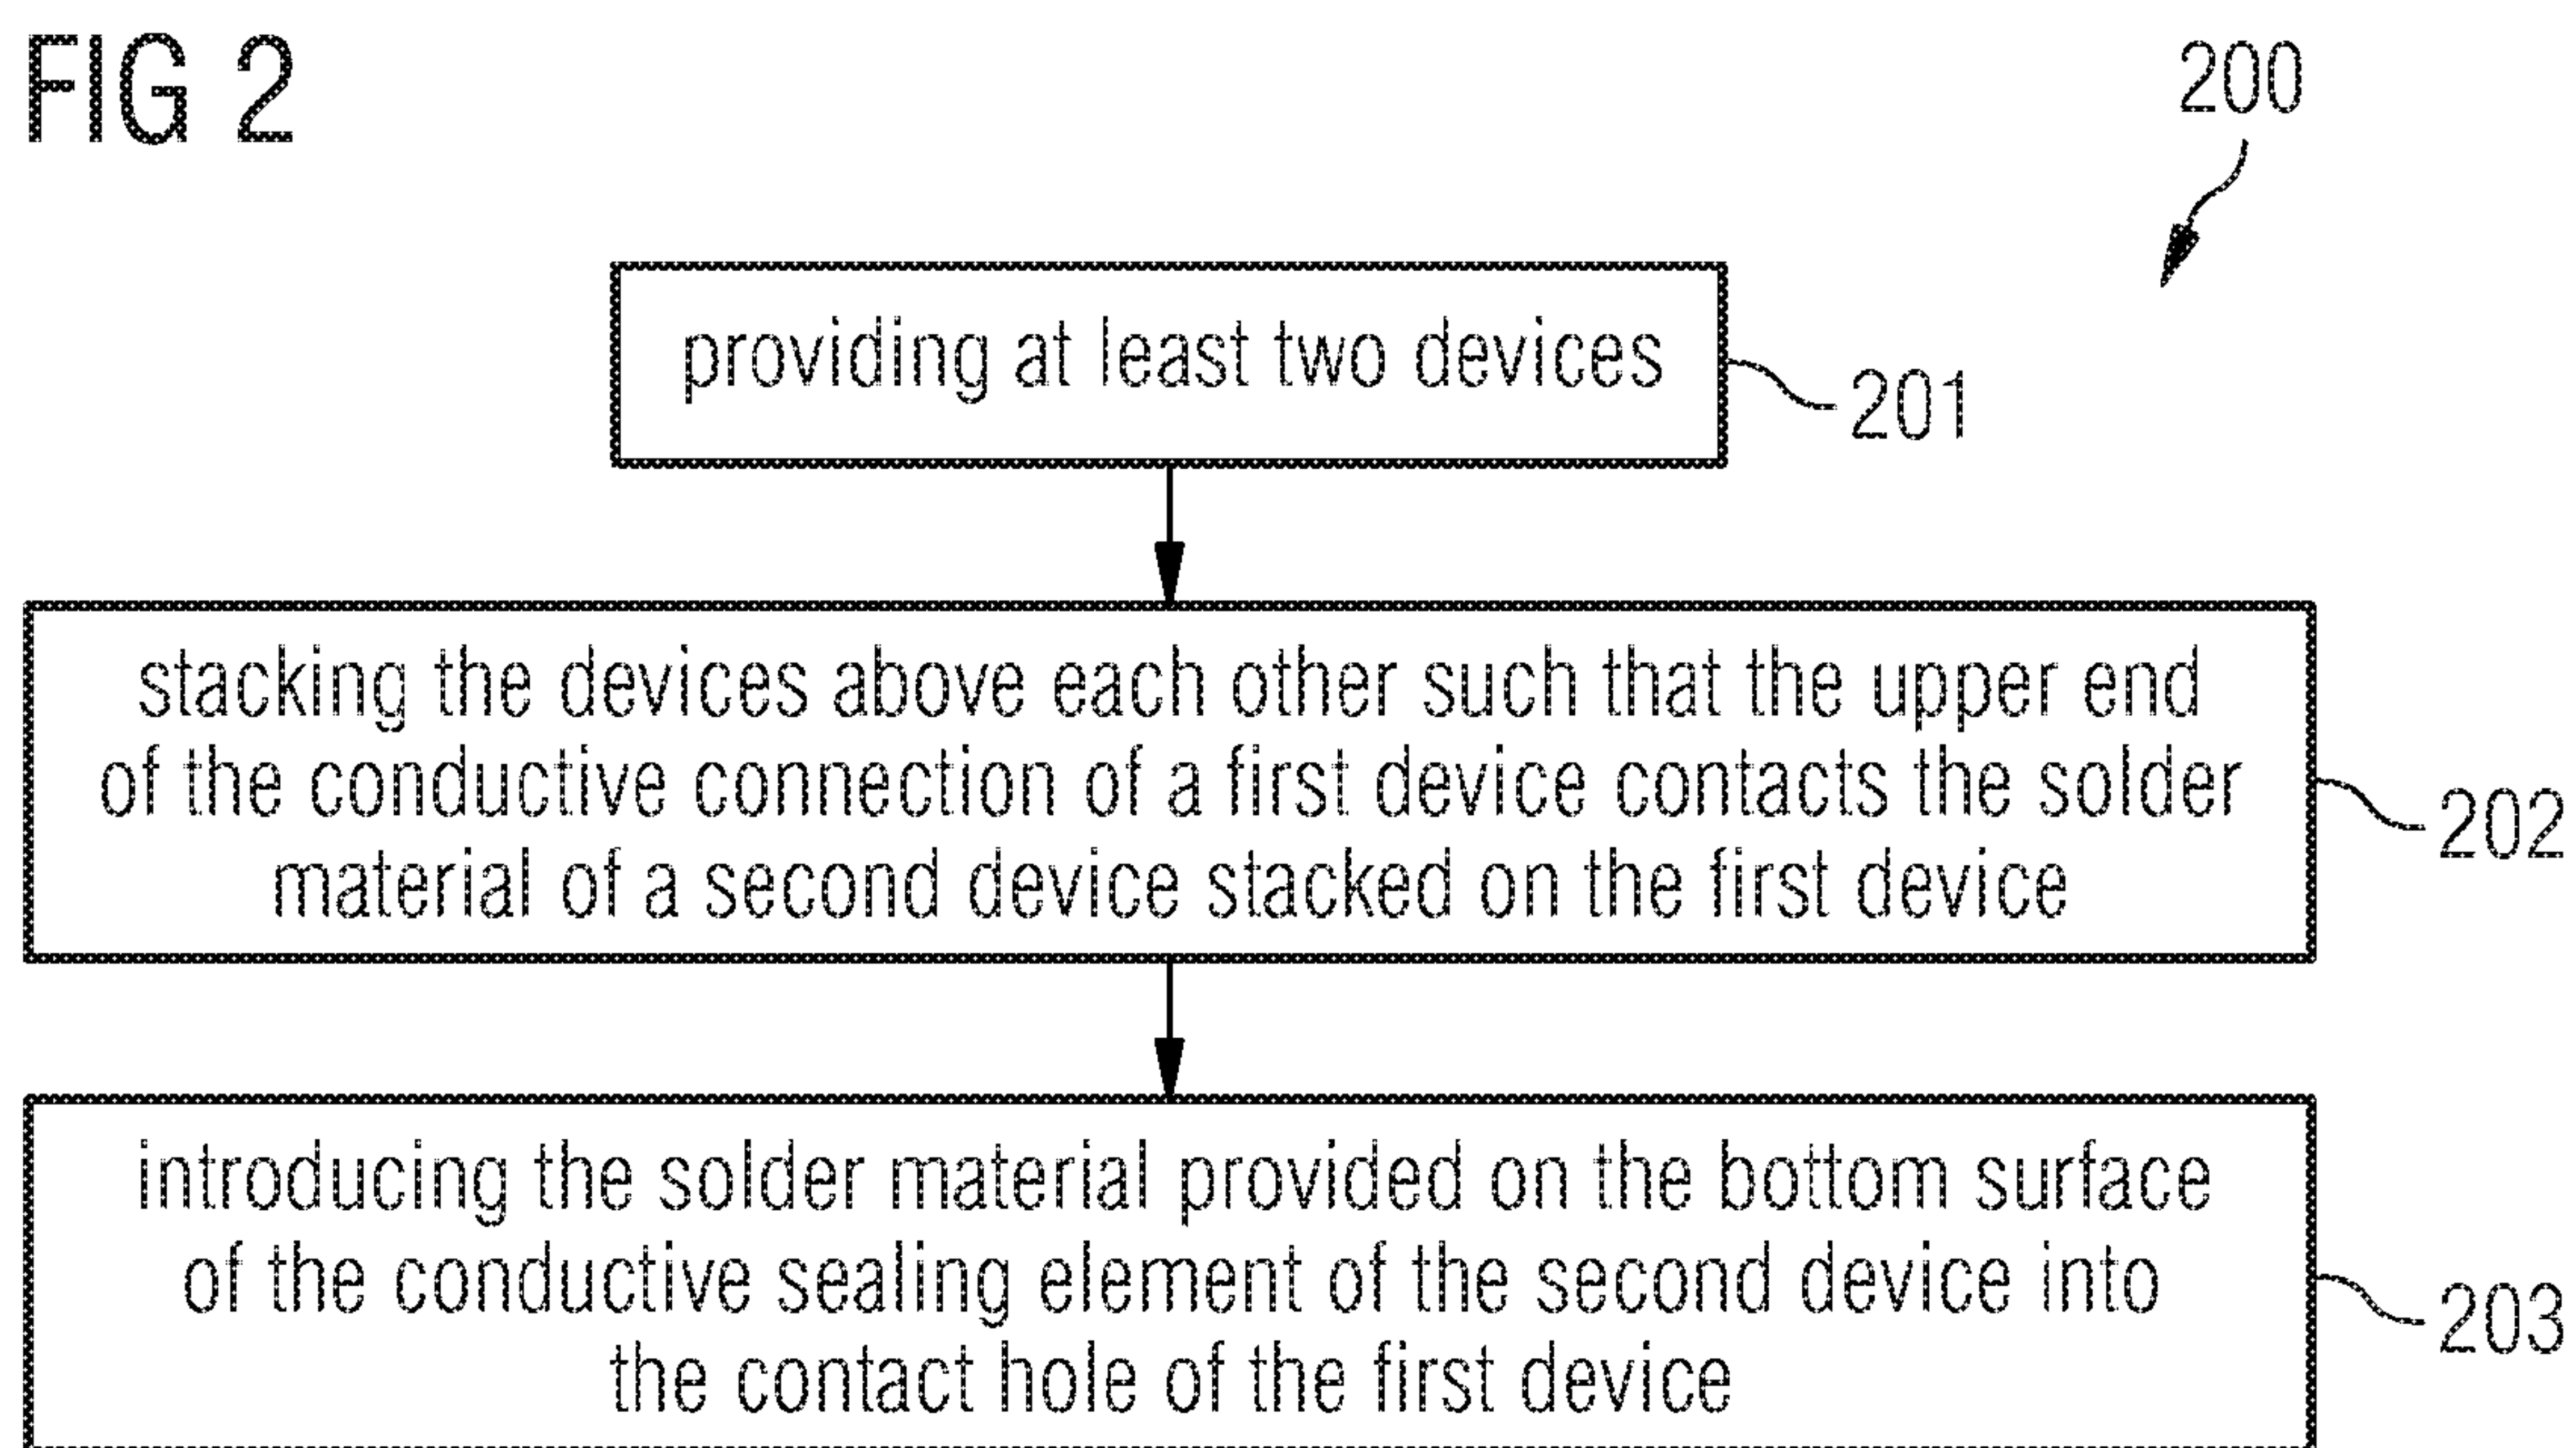 FIG 2
200
providing at least two devices
201
stacking the devices above each other such that the upper end
of the conductive connection of a first device contacts the solder
material of a second device stacked on the first device
202
introducing the solder material provided on the bottom surface
of the conductive sealing element of the second device into
the contact hole of the first device
203